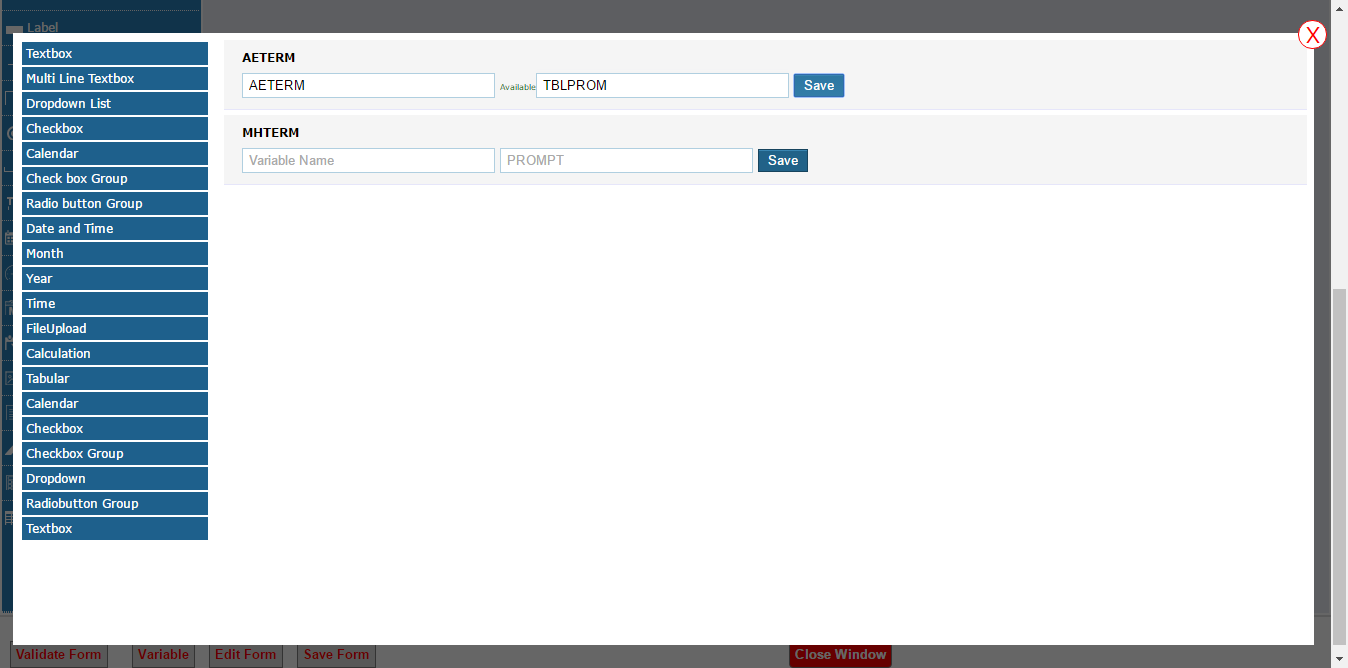 Label
X
Textbox
Multi Line Textbox
Dropdown List
Checkbox
Calendar
Check box Group
Radio button Group
Date and Time
Month
Year
Time
FileUpload
Calculation
Tabular
Calendar
Checkbox
Checkbox Group
Dropdown
Radiobutton Group
Textbox
AETERM
AETERM Available TBLPROM Save
MHTERM
Variable Name PROMPT Save
Validate Form Variable Edit Form Save Form Close Window